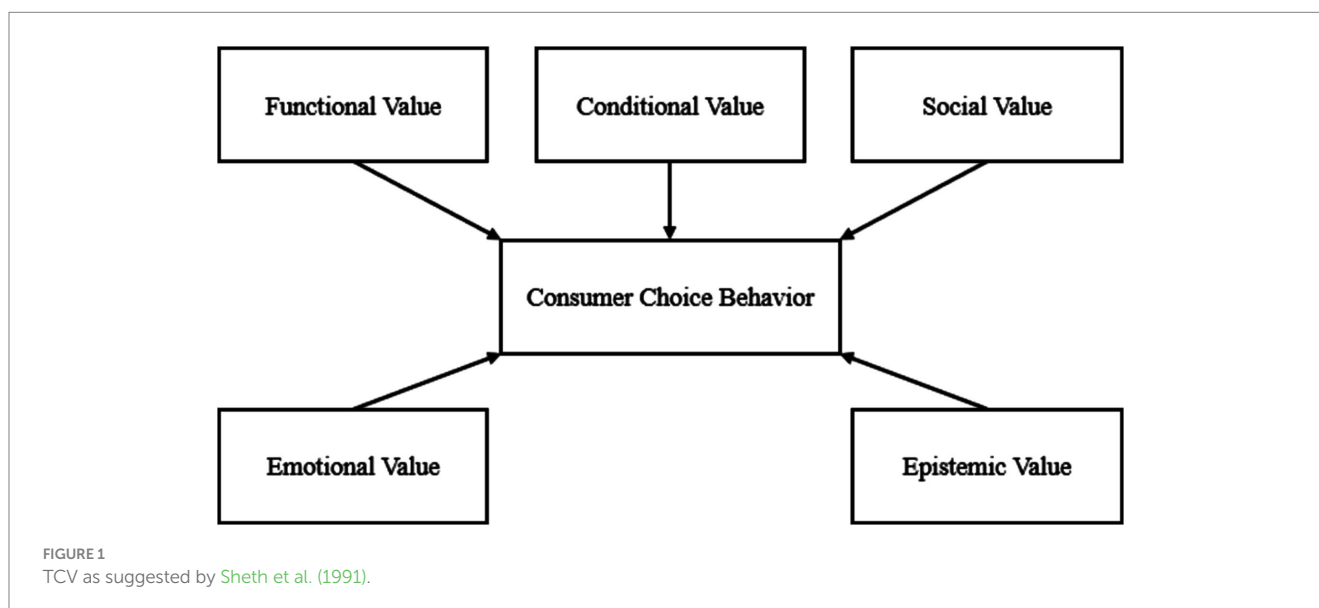 Functional Value
Conditional Value
Social Value
Consumer Choice Behavior
Emotional Value
Epistemic Value
FIGURE 1
TCV as suggested by Sheth et al. (1991).